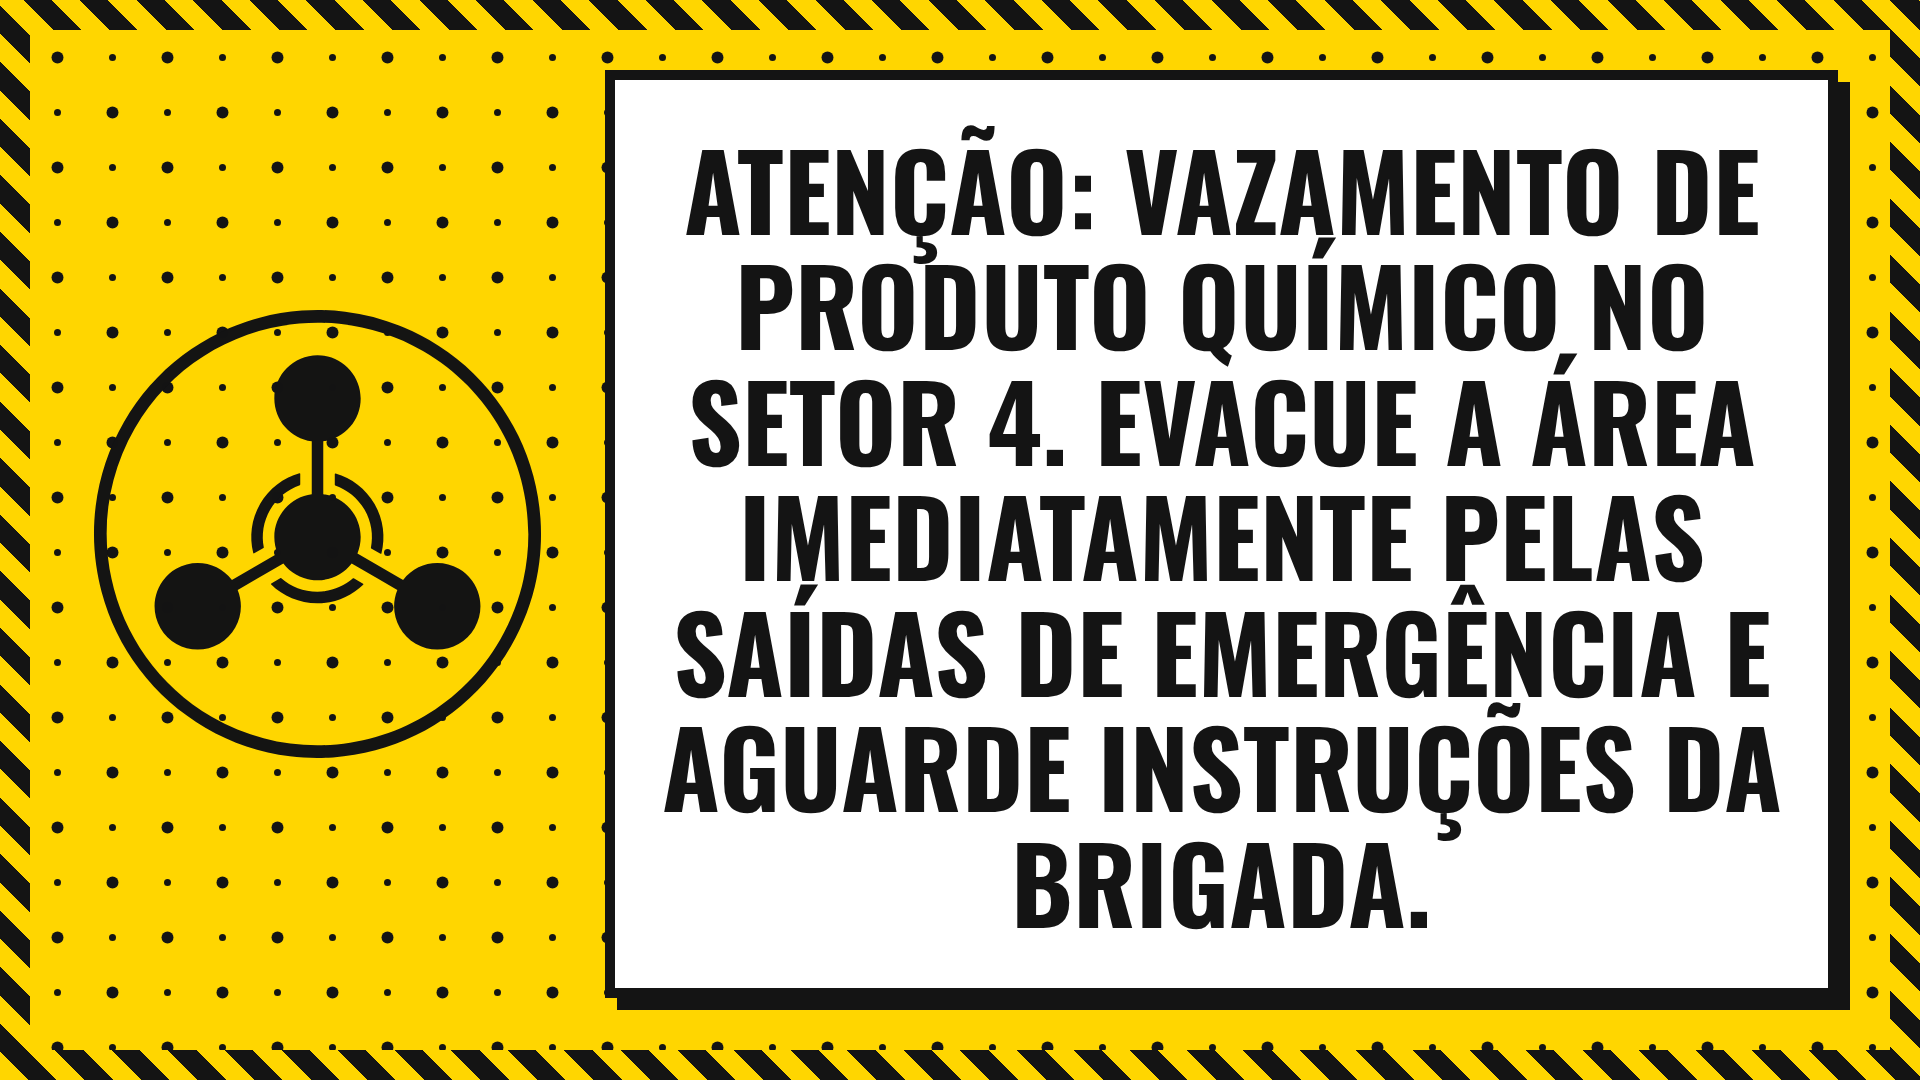 ATENÇÃO: VAZAMENTO DE
PRODUTO QUÍMICO NO
SETOR 4. EVACUE A ÁREA
IMEDIATAMENTE PELAS
SAÍDAS DE EMERGÊNCIA E
AGUARDE INSTRUÇÕES DA
BRIGADA.